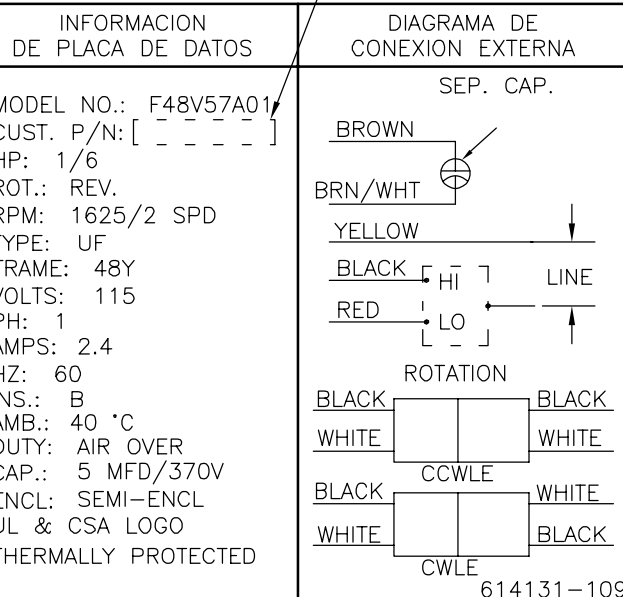 INFORMACION
DE PLACA DE DATOS
MODEL NO.: F48V57A01
CUST. P/N: [ _ _ _ _ ]
HP: 1/6
ROT.: REV.
RPM: 1625/2 SPD
TYPE: UF
FRAME: 48Y
VOLTS: 115
PH: 1
AMPS: 2.4
HZ: 60
INS.: B
AMB.: 40 °C
DUTY: AIR OVER
CAP.: 5 MFD/370V
ENCL: SEMI-ENCL
UL & CSA LOGO
THERMALLY PROTECTED
DIAGRAMA DE
CONEXION EXTERNA
SEP. CAP.
BROWN
BRN/WHT
YELLOW
BLACK HI LINE
RED LO
ROTATION
BLACK BLACK
WHITE WHITE
CCWLE
BLACK WHITE
WHITE BLACK
CWLE
614131-109